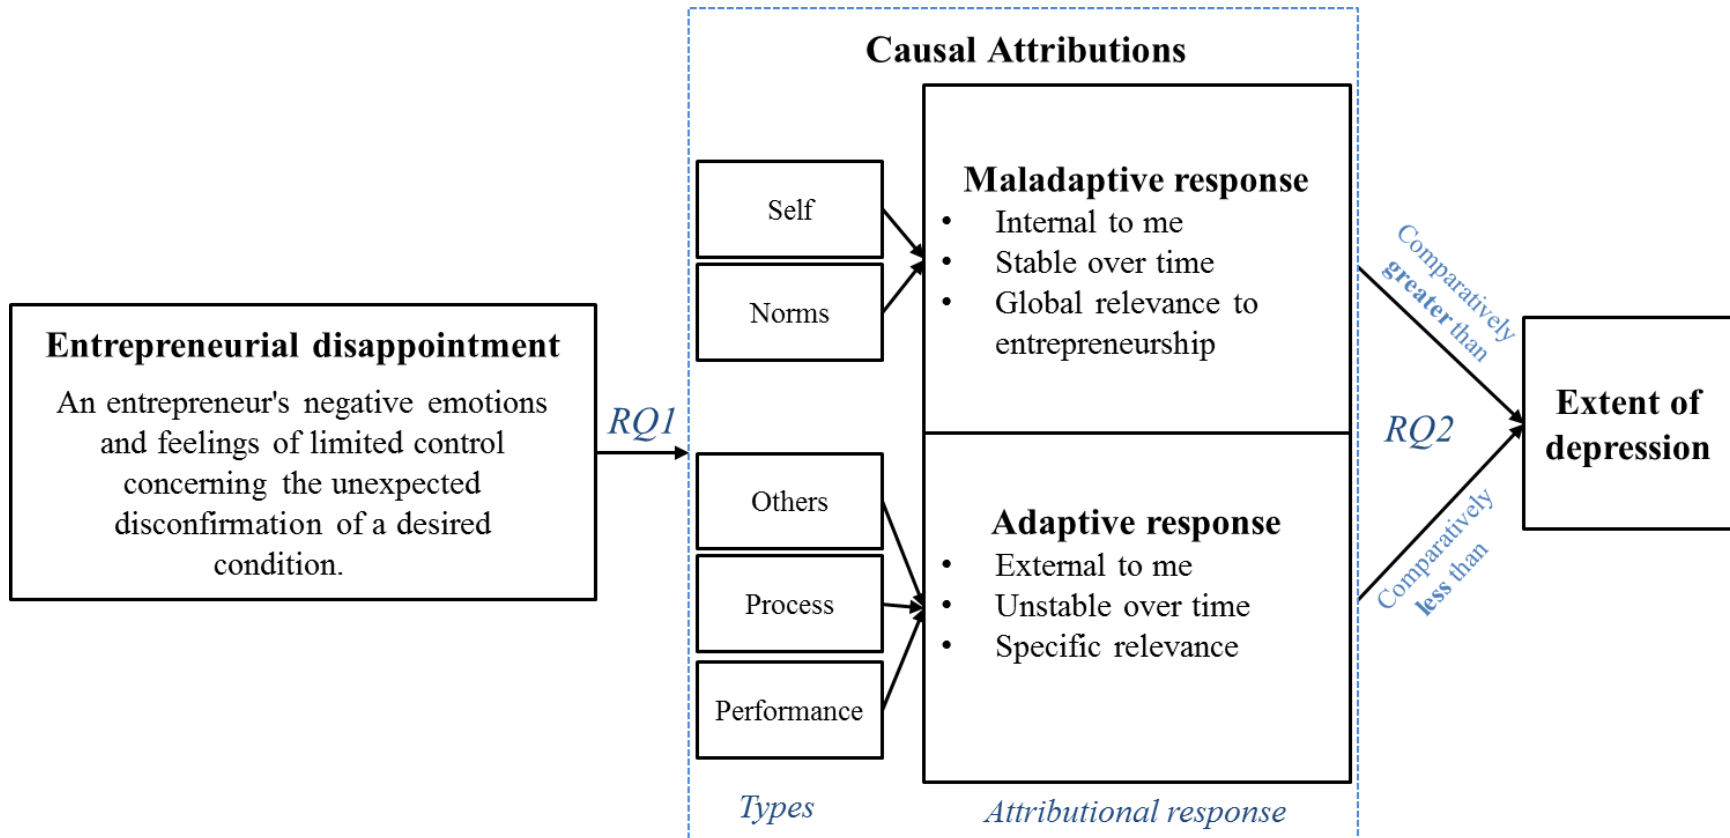 Causal Attributions
Entrepreneurial disappointment
An entrepreneur's negative emotions
and feelings of limited control
concerning the unexpected
disconfirmation of a desired
condition.
RQ1
Self
Norms
Others
Process
Performance
Types
Maladaptive response
• Internal to me
• Stable over time
• Global relevance to
entrepreneurship
Adaptive response
• External to me
• Unstable over time
• Specific relevance
Attributional response
Comparatively
greater than
RQ2
Comparatively
less than
Extent of
depression